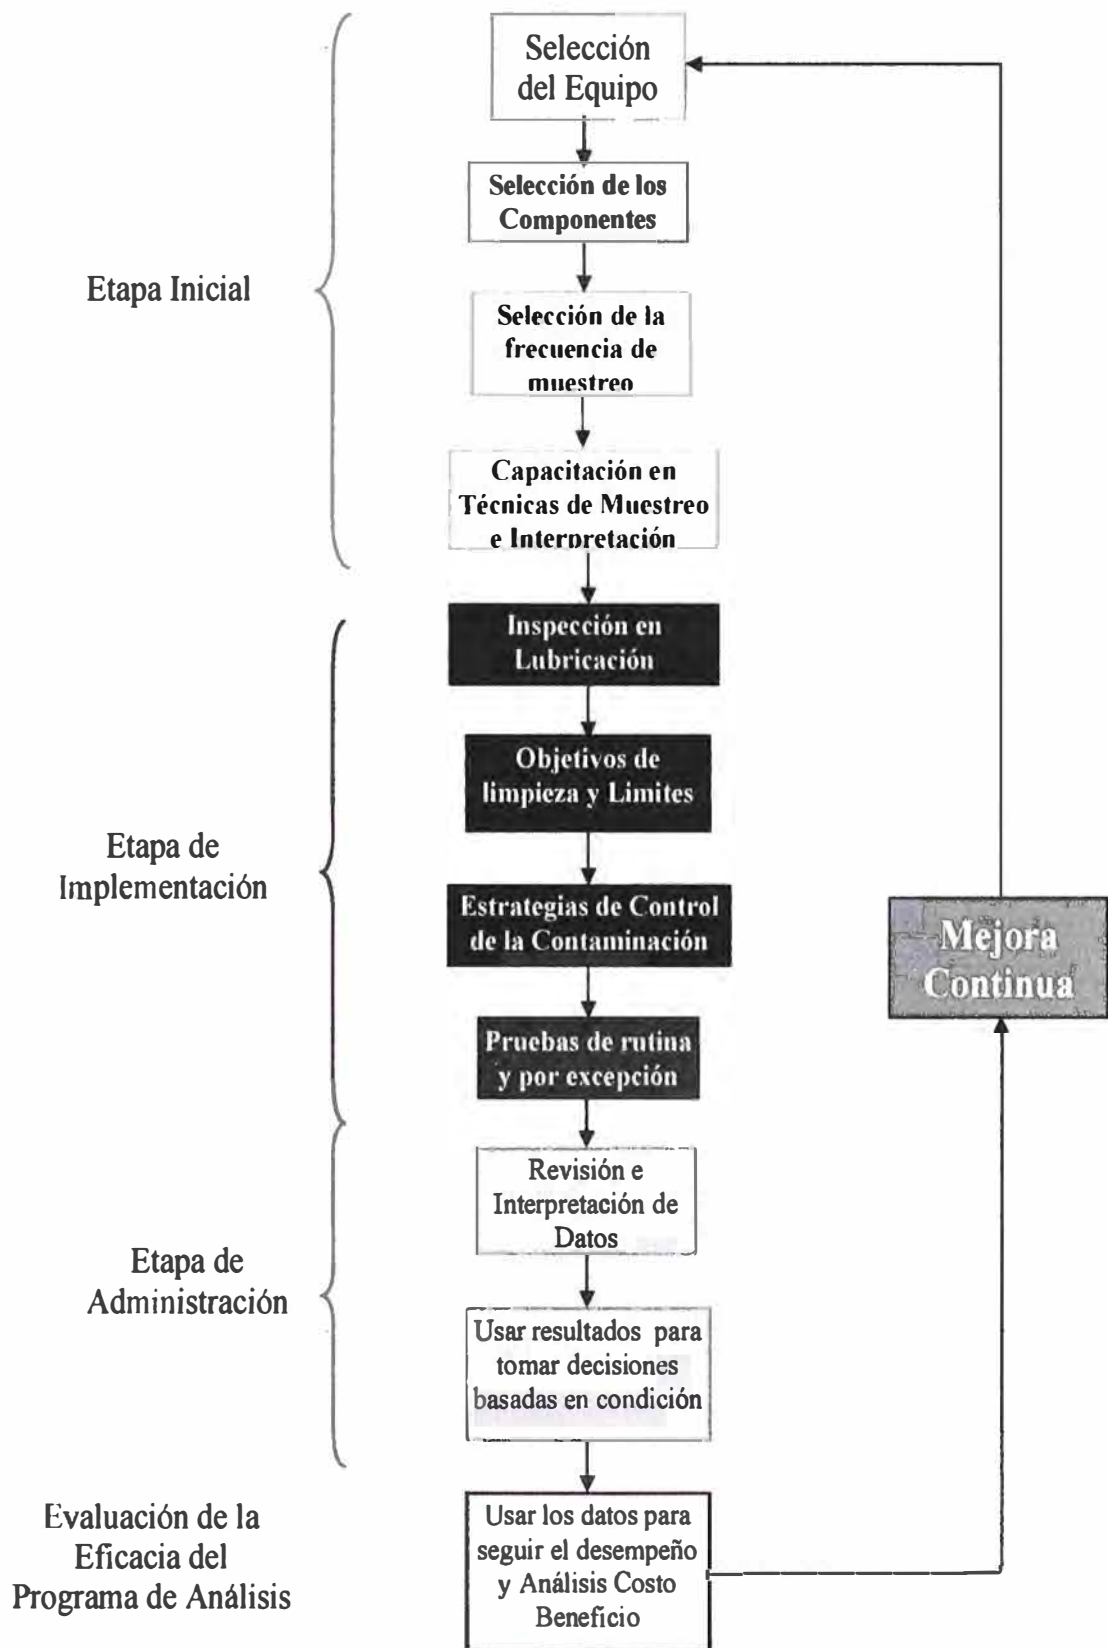 Selección
del Equipo
Selección de los
Componentes
Etapa Inicial
Selección de la
frecuencia de
muestreo
Capacitación en
Técnicas de Muestreo
e Interpretación
Inspección en
Lubricación
Objetivos de
limpieza y Limites
Etapa de
Implementación
Estrategias de Control
de la Contaminación
Mejora
Continua
Pruebas de rutina
y por excepción
Revisión e
Interpretación de
Datos
Etapa de
Administración
Usar resultados para
tomar decisiones
basadas en condición
Evaluación de la
Eficacia del
Programa de Análisis
Usar los datos para
seguir el desempeño
y Análisis Costo
Beneficio